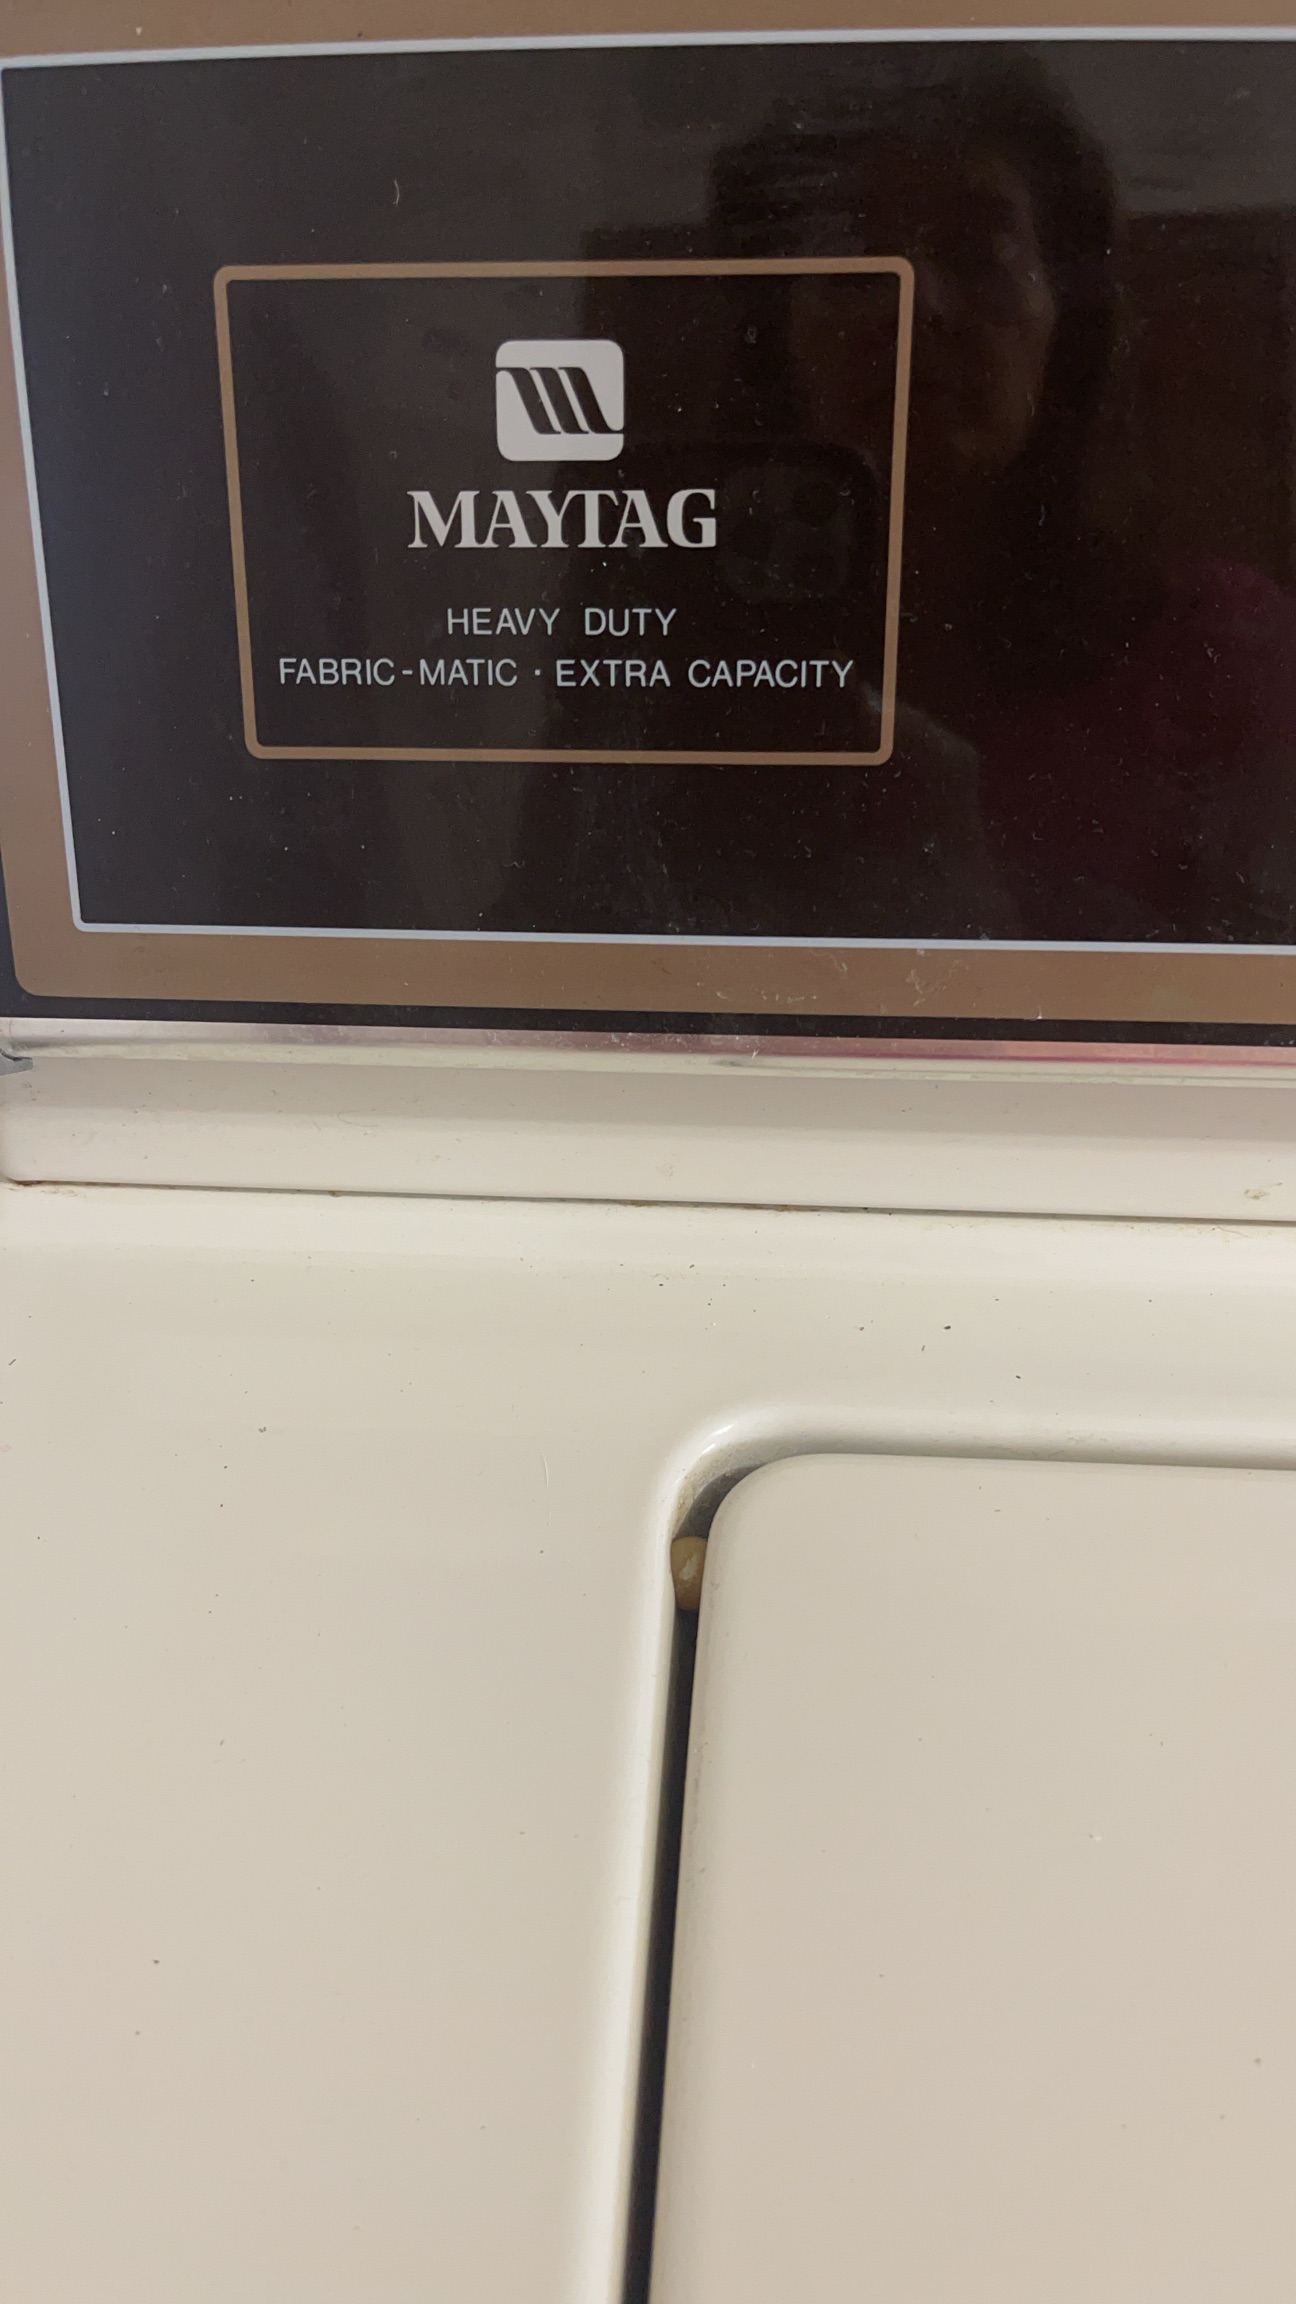 MAYTAG
HEAVY DUTY
FABRIC-MATIC · EXTRA CAPACITY